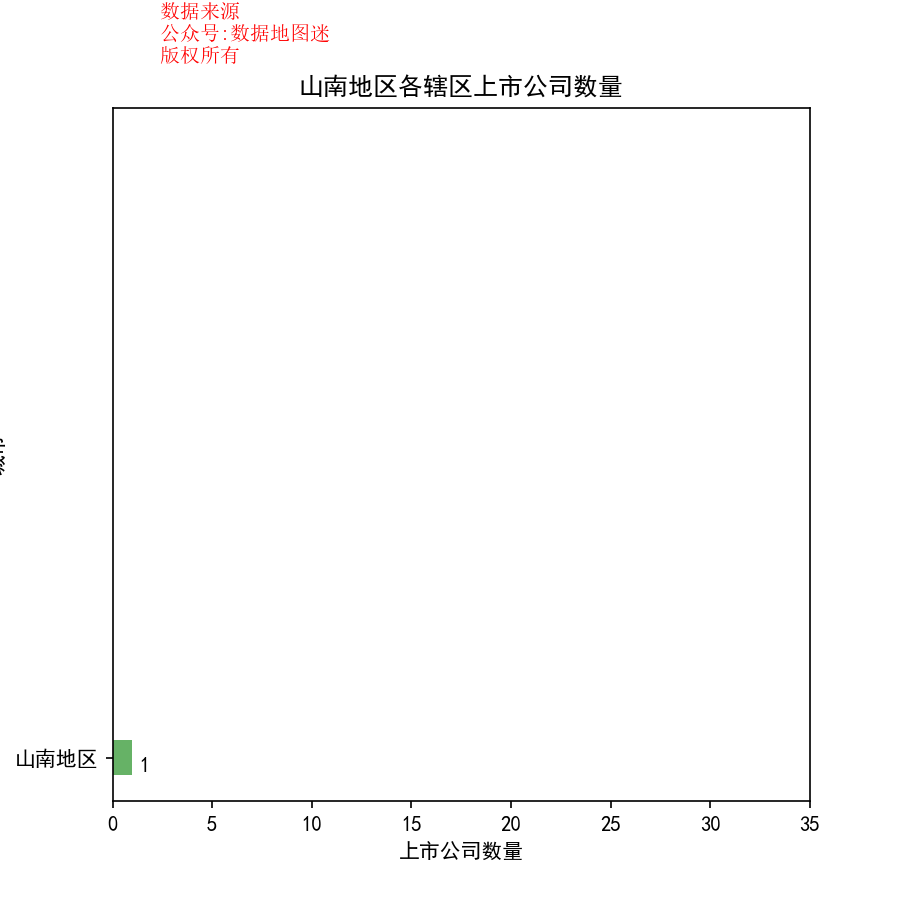 数据来源
公众号:数据地图迷
版权所有
山南地区各辖区上市公司数量
山南地区
1
0 5 10 15 20 25 30 35
上市公司数量